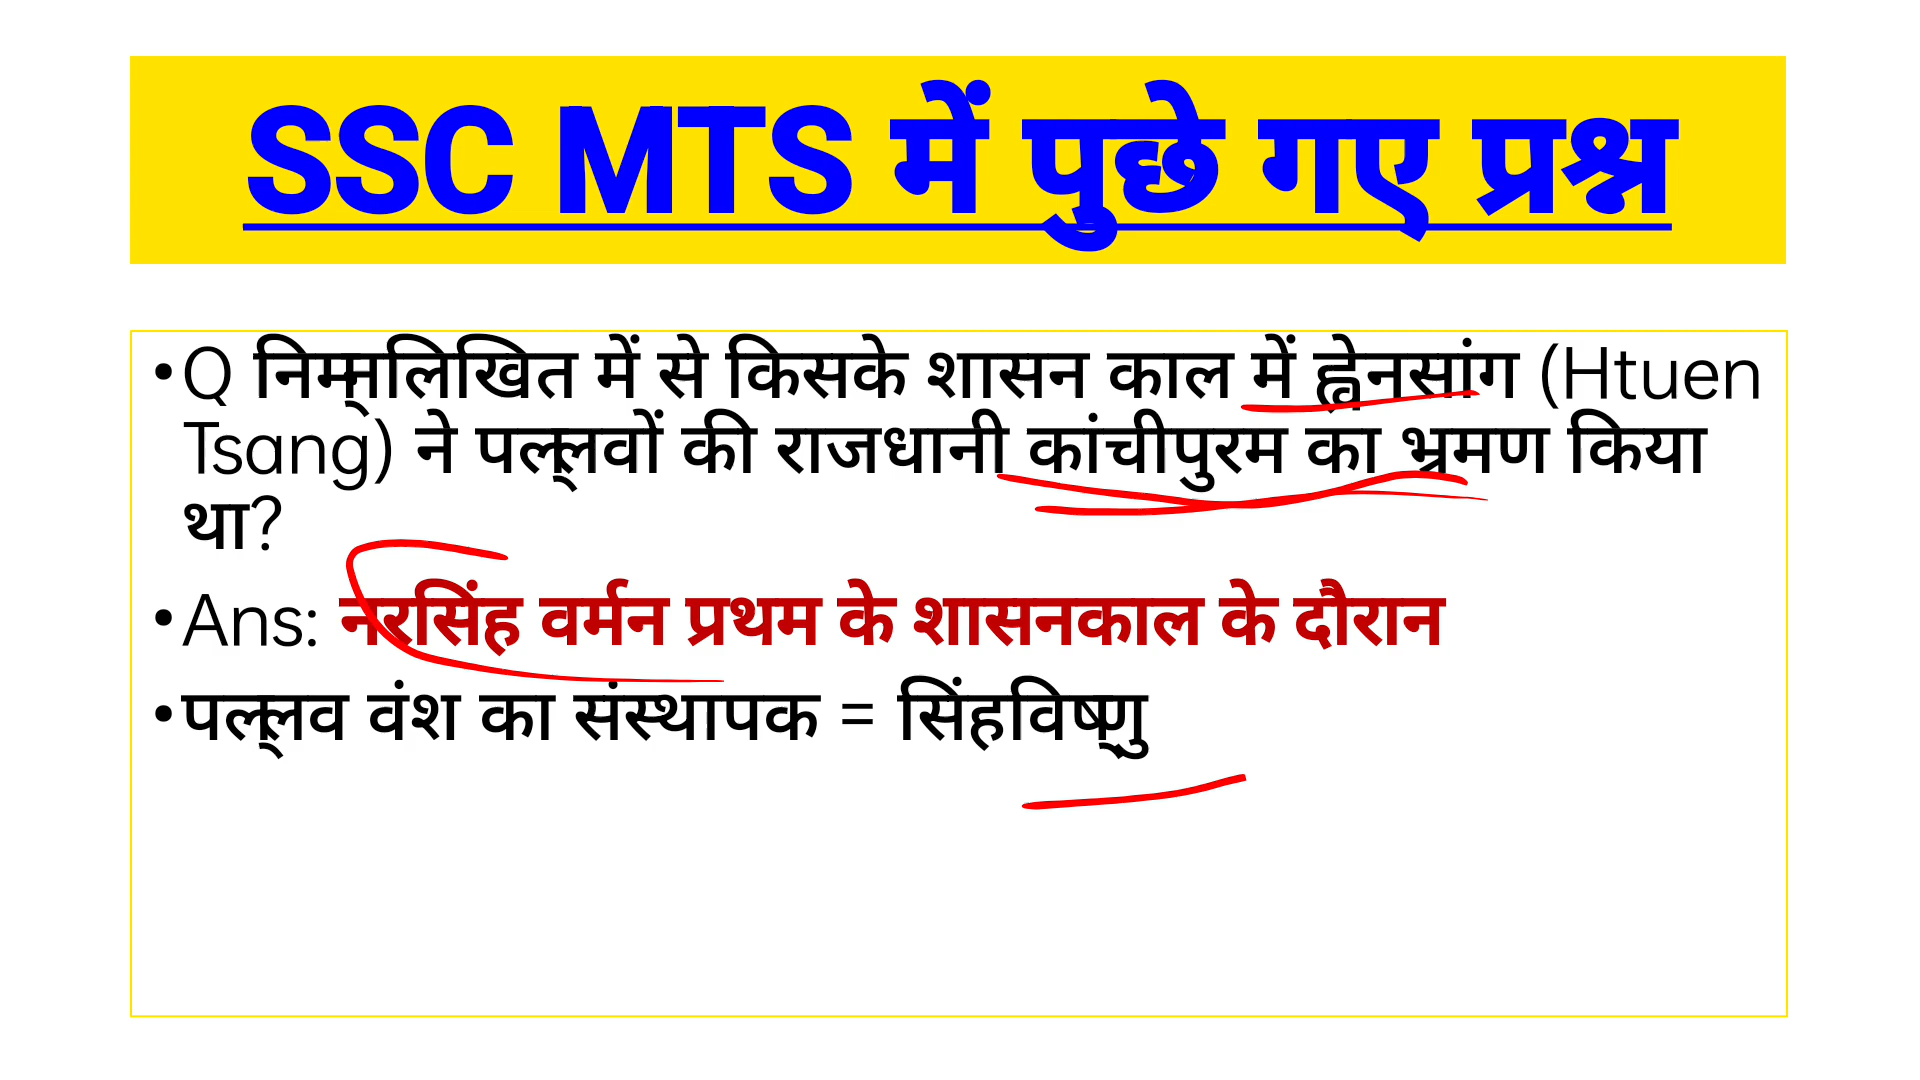 SSC MTS में पुछे गए प्रश्न
•Q निम्नलिखित में से किसके शासन काल में ह्वेनसांग (Htuen
Tsang) ने पल्लवों की राजधानी कांचीपुरम का भ्रमण किया
था?
•Ans: नरसिंह वर्मन प्रथम के शासनकाल के दौरान
•पल्लव वंश का संस्थापक = सिंहविष्णु